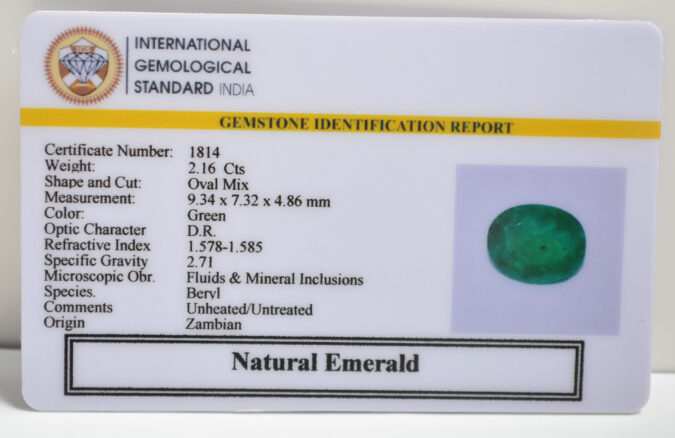 IGS
INTERNATIONAL
GEMOLOGICAL
STANDARD INDIA
GEMSTONE IDENTIFICATION REPORT
Certificate Number: 1814
Weight: 2.16 Cts
Shape and Cut: Oval Mix
Measurement: 9.34 x 7.32 x 4.86 mm
Color: Green
Optic Character D.R.
Refractive Index 1.578-1.585
Specific Gravity 2.71
Microscopic Obr. Fluids & Mineral Inclusions
Species. Beryl
Comments Unheated/Untreated
Origin Zambian
Natural Emerald